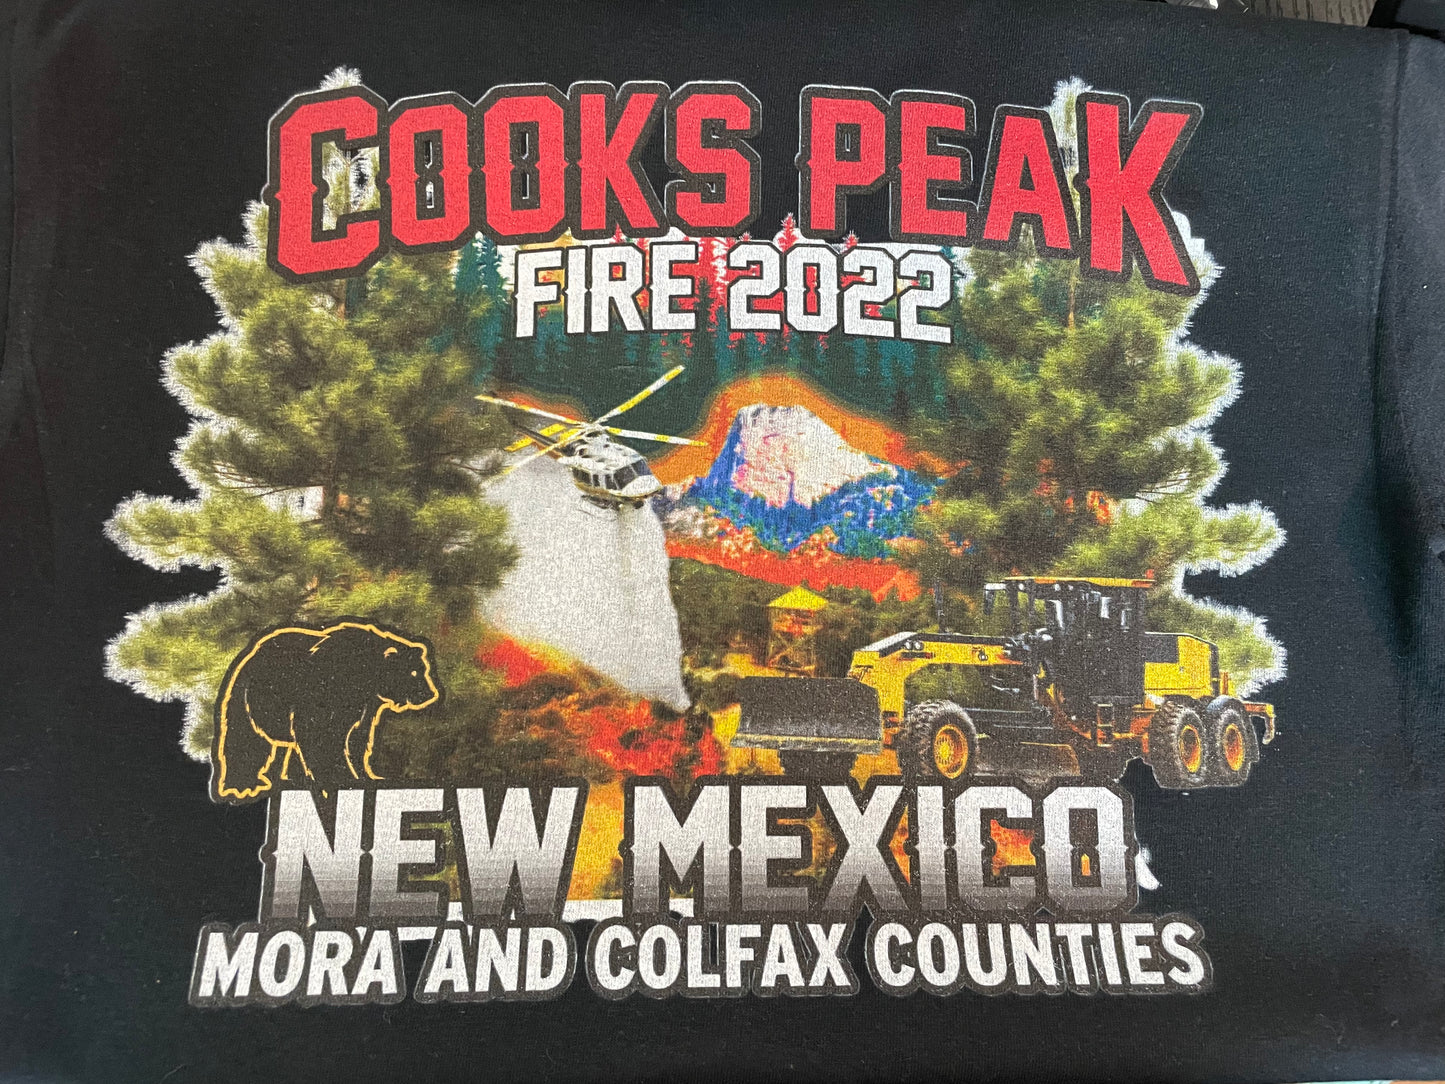 COOKS PEAK
FIRE 2022
NEW MEXICO
MORA AND COLFAX COUNTIES